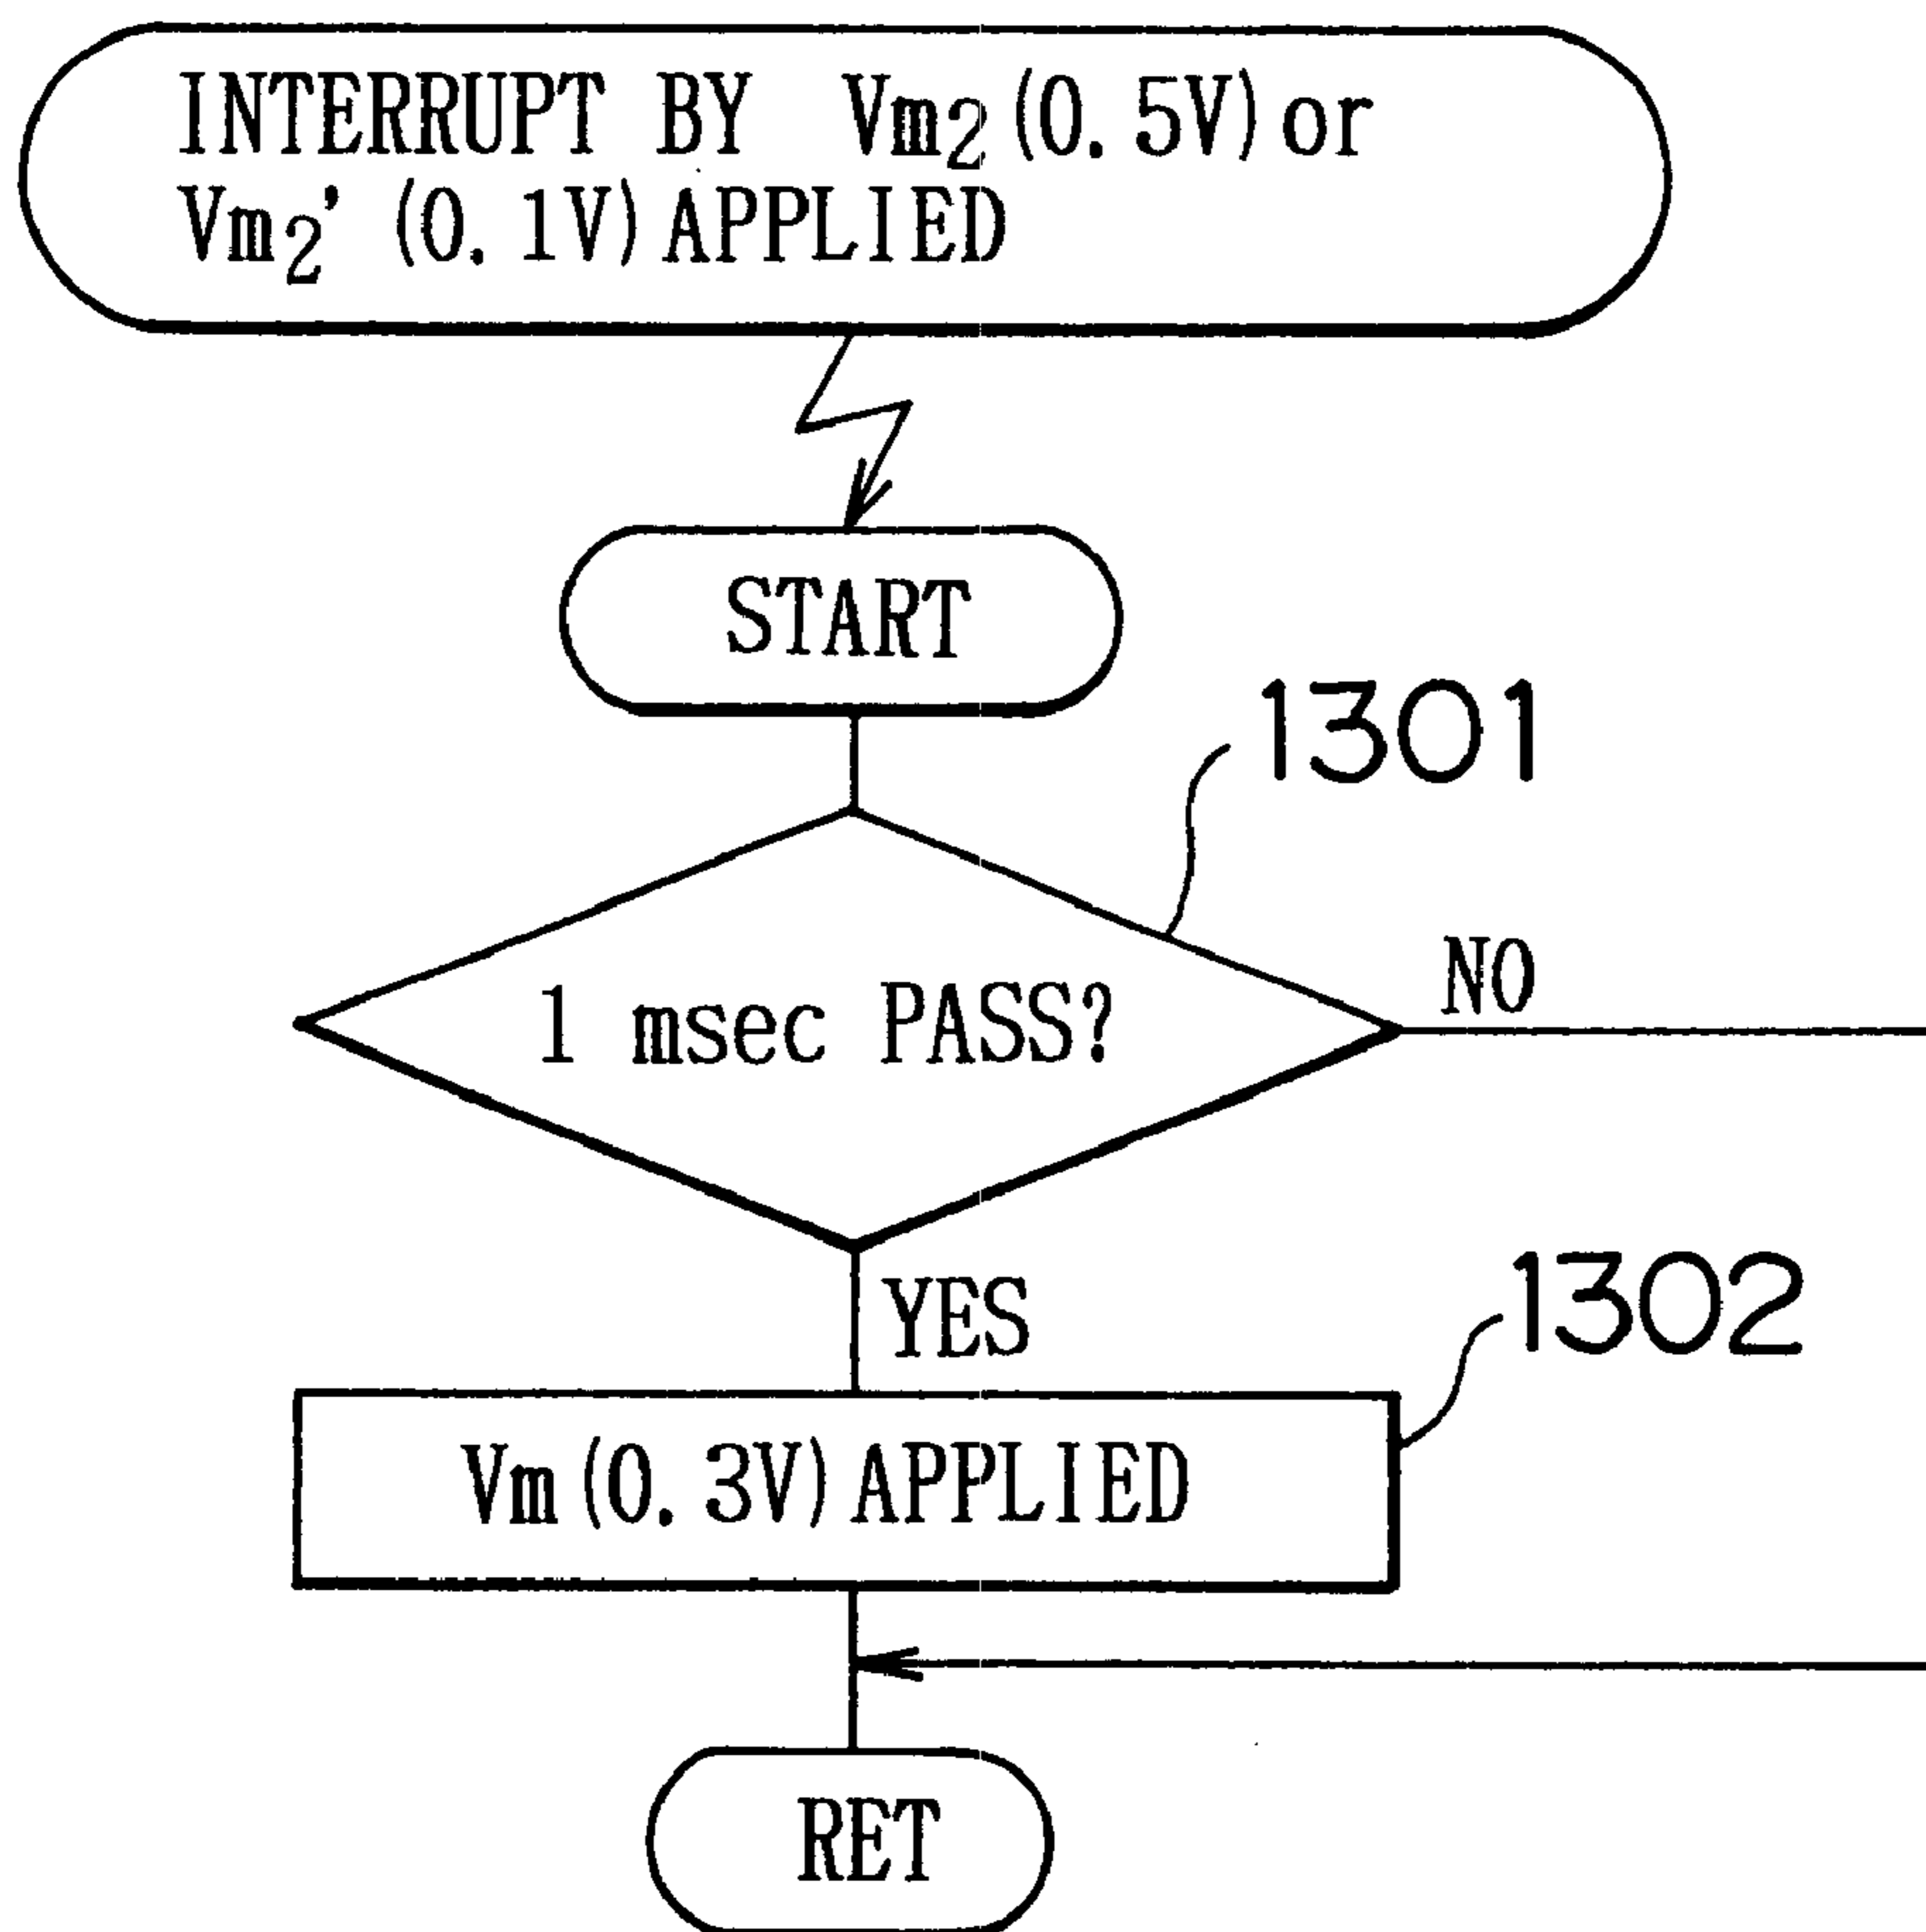 INTERRUPT BY Vm₂(0.5V)or
Vm₂'(0.1V)APPLIED
START
1301
1 msec PASS?
NO
YES
1302
Vm(0.3V)APPLIED
RET